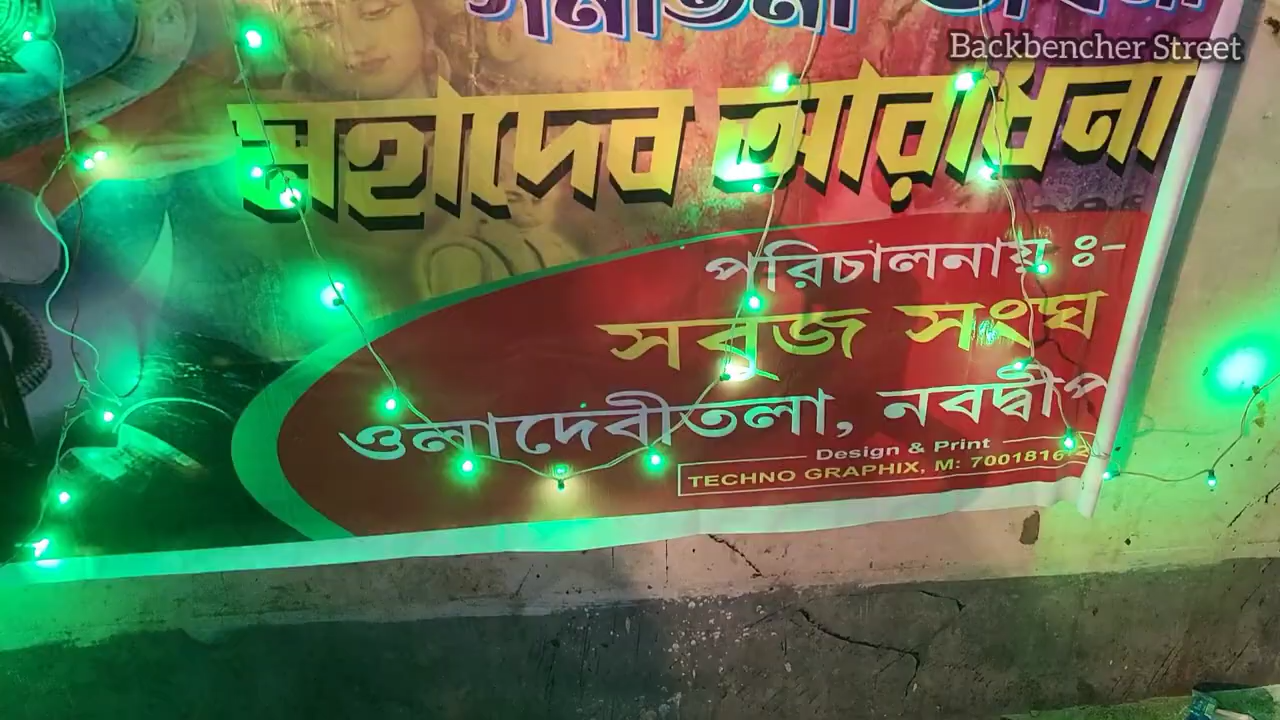 Backbencher Street
মহাদেব আরাধনা
পরিচালনায় ঃ-
সবুজ সংঘ
ওলাদেবীতলা, নবদ্বীপ
Design & Print
TECHNO GRAPHIX, M: